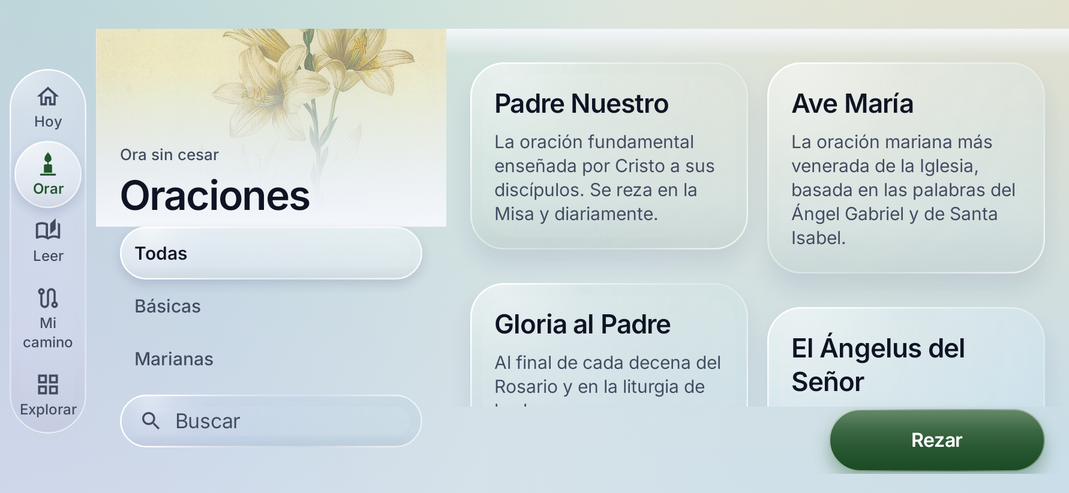 Hoy
Orar
Leer
Mi
camino
Explorar
Ora sin cesar
Oraciones
Todas
Básicas
Marianas
Buscar
Padre Nuestro
La oración fundamental
enseñada por Cristo a sus
discípulos. Se reza en la
Misa y diariamente.
Gloria al Padre
Al final de cada decena del
Rosario y en la liturgia de
Ave María
La oración mariana más
venerada de la Iglesia,
basada en las palabras del
Ángel Gabriel y de Santa
Isabel.
El Ángelus del
Señor
Rezar